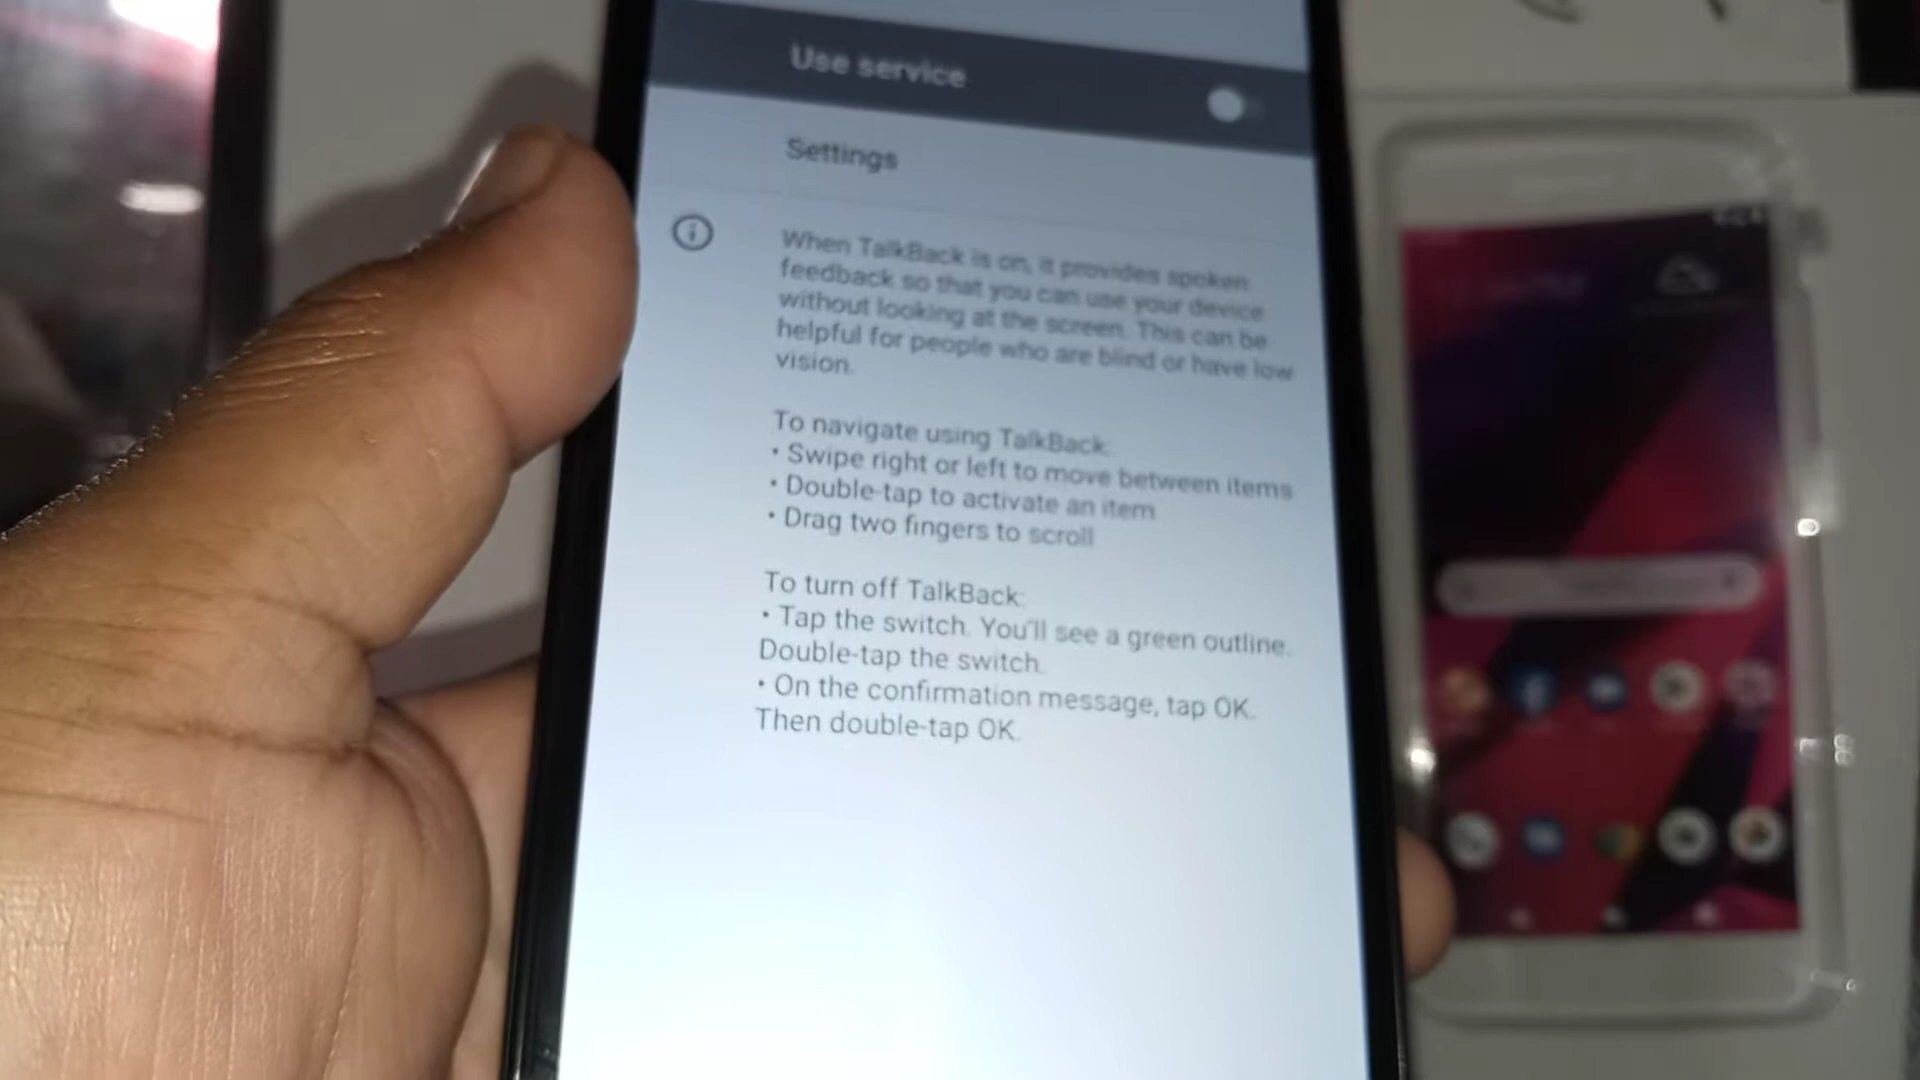 Use service
Settings
When TalkBack is on, it provides spoken
feedback so that you can use your device
without looking at the screen. This can be
helpful for people who are blind or have low
vision.
To navigate using TalkBack:
• Swipe right or left to move between items
• Double-tap to activate an item
• Drag two fingers to scroll
To turn off TalkBack:
• Tap the switch. You'll see a green outline.
Double-tap the switch.
• On the confirmation message, tap OK.
Then double-tap OK.